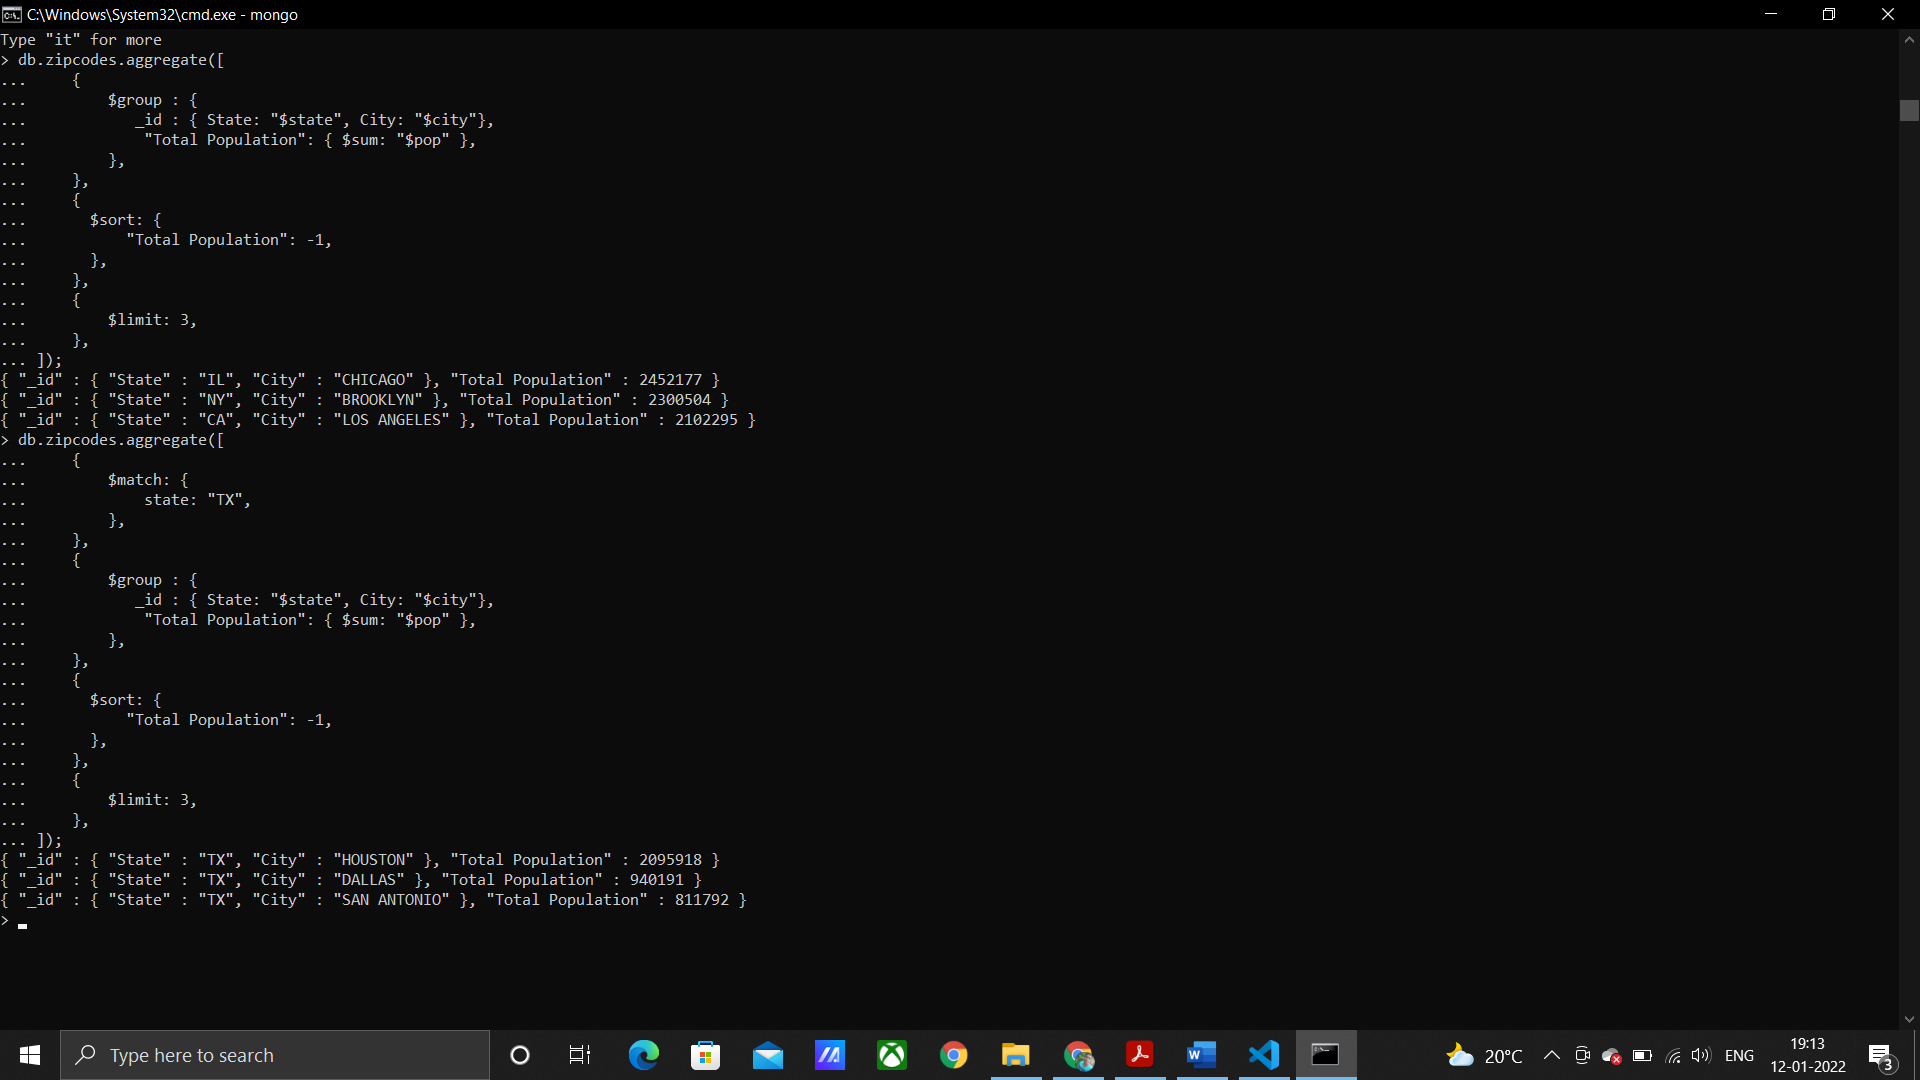 C:\Windows\System32\cmd.exe - mongo
Type "it" for more
> db.zipcodes.aggregate([
...     {
...         $group : {
...            _id : { State: "$state", City: "$city"},
...             "Total Population": { $sum: "$pop" },
...         },
...     },
...     {
...       $sort: {
...           "Total Population": -1,
...       },
...     },
...     {
...         $limit: 3,
...     },
... ]);
{ "_id" : { "State" : "IL", "City" : "CHICAGO" }, "Total Population" : 2452177 }
{ "_id" : { "State" : "NY", "City" : "BROOKLYN" }, "Total Population" : 2300504 }
{ "_id" : { "State" : "CA", "City" : "LOS ANGELES" }, "Total Population" : 2102295 }
> db.zipcodes.aggregate([
...     {
...         $match: {
...             state: "TX",
...         },
...     },
...     {
...         $group : {
...            _id : { State: "$state", City: "$city"},
...             "Total Population": { $sum: "$pop" },
...         },
...     },
...     {
...       $sort: {
...           "Total Population": -1,
...       },
...     },
...     {
...         $limit: 3,
...     },
... ]);
{ "_id" : { "State" : "TX", "City" : "HOUSTON" }, "Total Population" : 2095918 }
{ "_id" : { "State" : "TX", "City" : "DALLAS" }, "Total Population" : 940191 }
{ "_id" : { "State" : "TX", "City" : "SAN ANTONIO" }, "Total Population" : 811792 }
>
Type here to search
20°C
ENG
19:13
12-01-2022
3